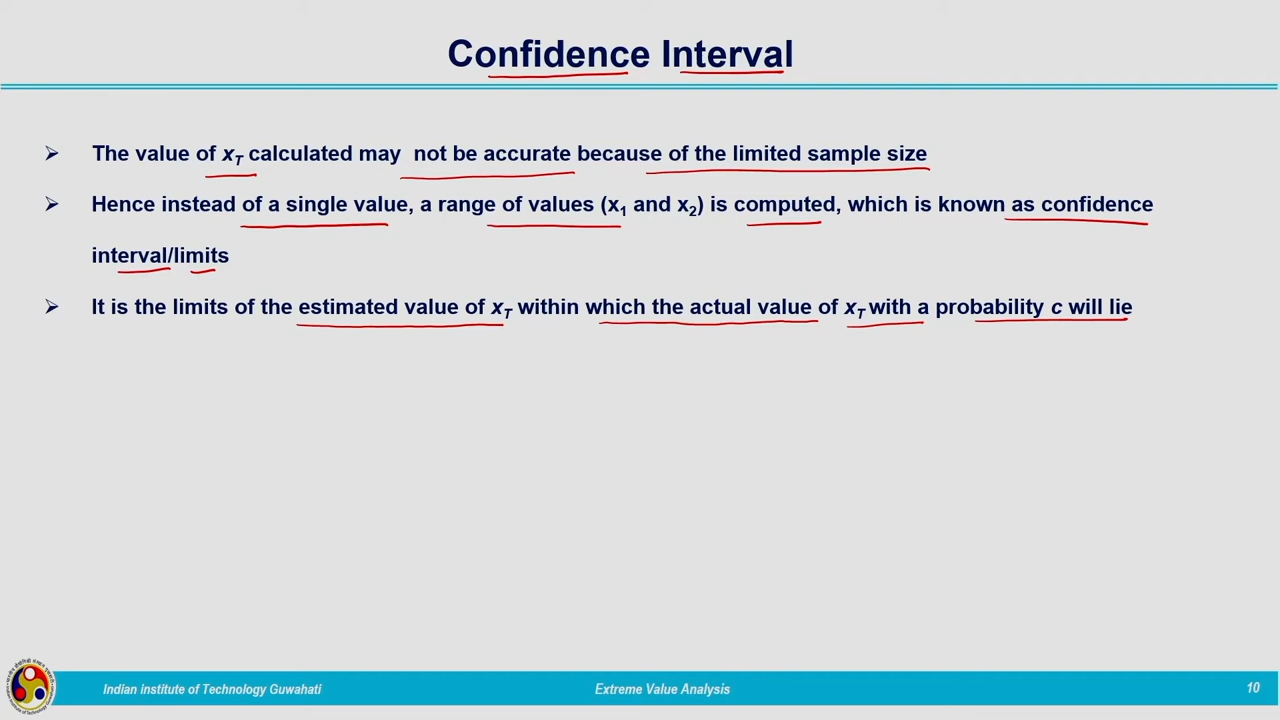 Confidence Interval
➢ The value of xT calculated may not be accurate because of the limited sample size
➢ Hence instead of a single value, a range of values (x1 and x2) is computed, which is known as confidence
interval/limits
➢ It is the limits of the estimated value of xT within which the actual value of xT with a probability c will lie
Indian institute of Technology Guwahati
Extreme Value Analysis
10